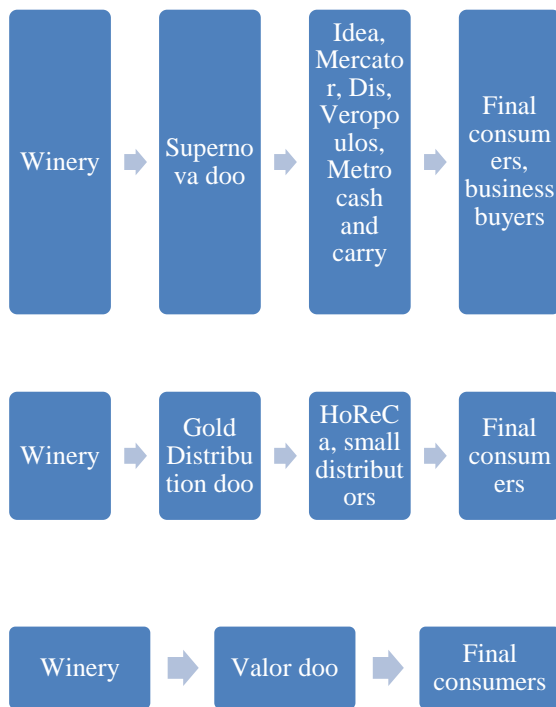 Winery
Superno
va doo
Idea,
Mercato
r, Dis,
Veropo
ulos,
Metro
cash
and
carry
Final
consum
ers,
business
buyers
Winery
Gold
Distribu
tion doo
HoReC
a, small
distribut
ors
Final
consum
ers
Winery
Valor doo
Final
consumers